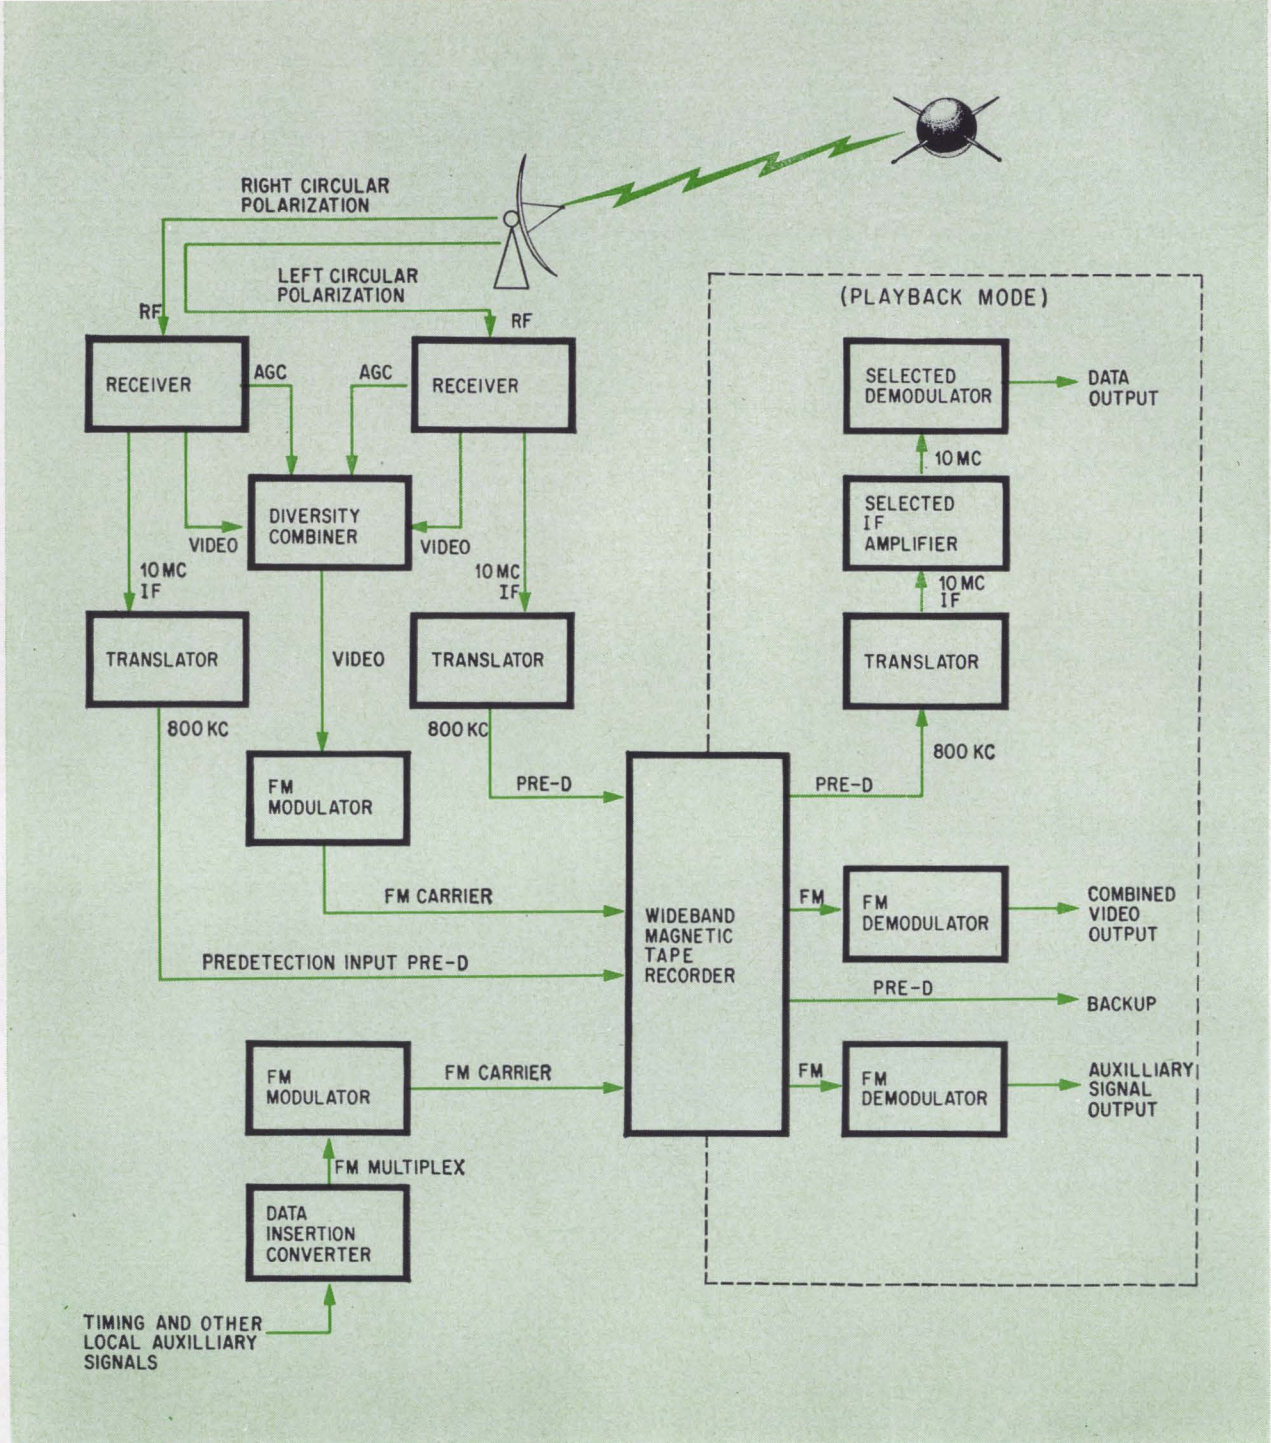 RIGHT CIRCULAR
POLARIZATION
LEFT CIRCULAR
POLARIZATION
RF
RF
(PLAYBACK MODE)
RECEIVER
AGC
AGC
RECEIVER
SELECTED
DEMODULATOR
DATA
OUTPUT
10 MC
DIVERSITY
COMBINER
VIDEO
VIDEO
SELECTED
IF
AMPLIFIER
10 MC
IF
10 MC
IF
10 MC
IF
TRANSLATOR
VIDEO
TRANSLATOR
TRANSLATOR
800 KC
800 KC
800 KC
FM
MODULATOR
PRE-D
PRE-D
FM CARRIER
WIDEBAND
MAGNETIC
TAPE
RECORDER
FM
FM
DEMODULATOR
COMBINED
VIDEO
OUTPUT
PREDETECTION INPUT PRE-D
PRE-D
BACKUP
FM
MODULATOR
FM CARRIER
FM
FM
DEMODULATOR
AUXILLIARY
SIGNAL
OUTPUT
FM MULTIPLEX
DATA
INSERTION
CONVERTER
TIMING AND OTHER
LOCAL AUXILLIARY
SIGNALS